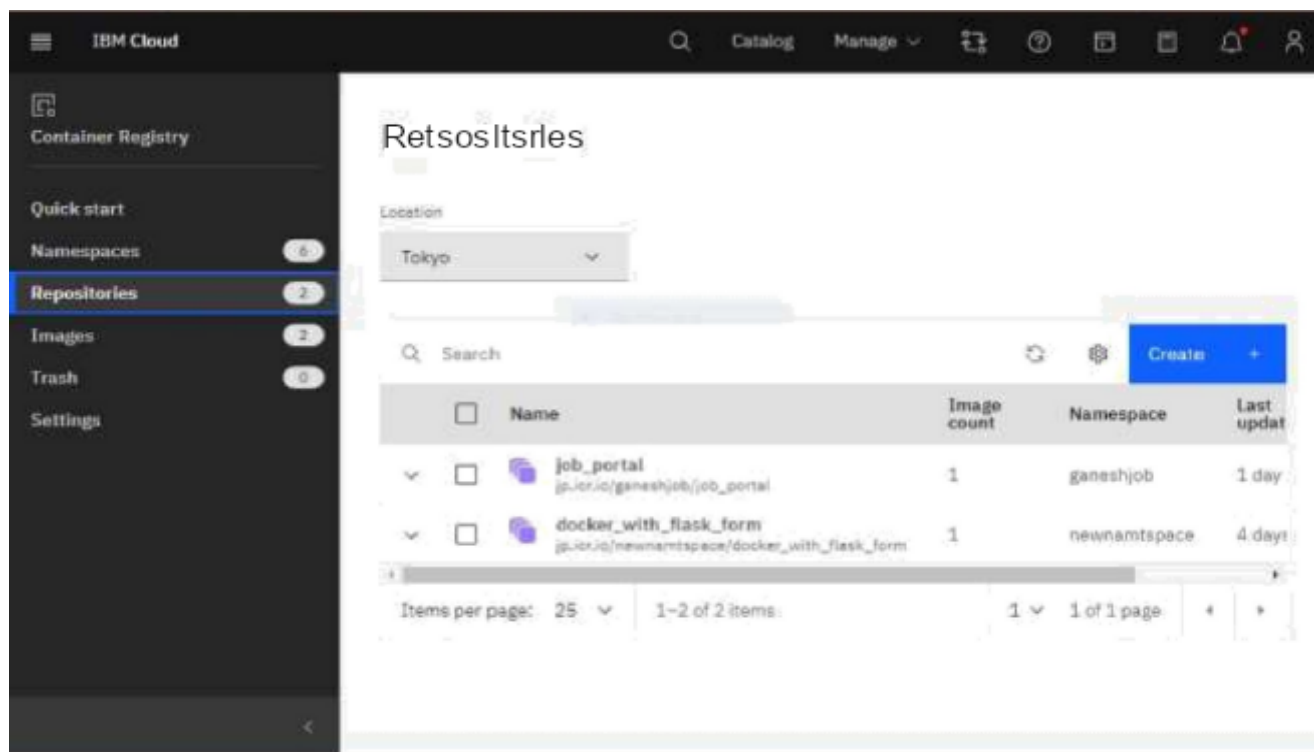 IBM Cloud
Catalog Manage
Container Registry
Quick start
Namespaces 6
Repositories 2
Images 2
Trash 0
Settings
RetsosItsrles
Location
Tokyo
Search
Create +
Name Image count Namespace Last updat
job_portal 1 ganeshjob 1 day
jp.icr.io/ganeshjob/job_portal
docker_with_flask_form 1 newnamtspace 4 days
jp.icr.io/newnamtspace/docker_with_flask_form
Items per page: 25 1–2 of 2 items 1 1 of 1 page